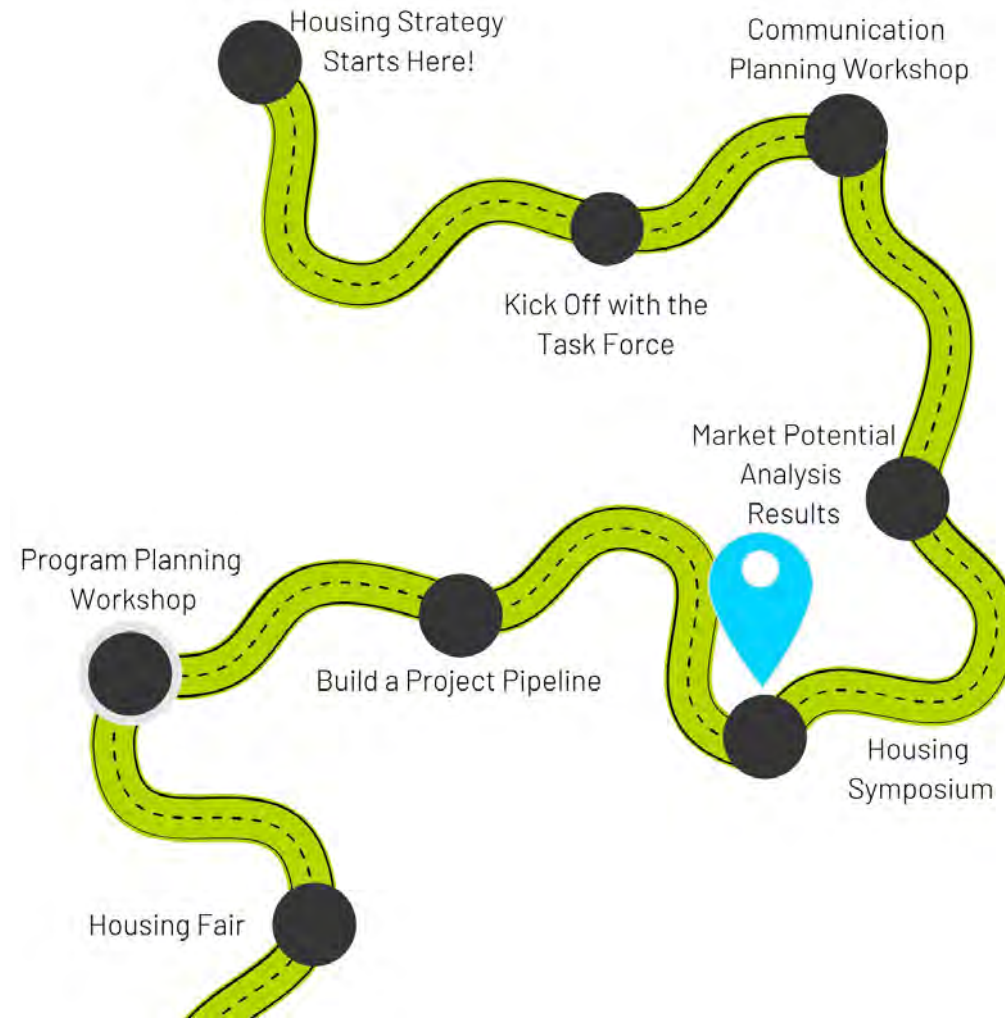 Housing Strategy
Starts Here!
Communication
Planning Workshop
Kick Off with the
Task Force
Market Potential
Analysis
Results
Housing
Symposium
Build a Project Pipeline
Program Planning
Workshop
Housing Fair